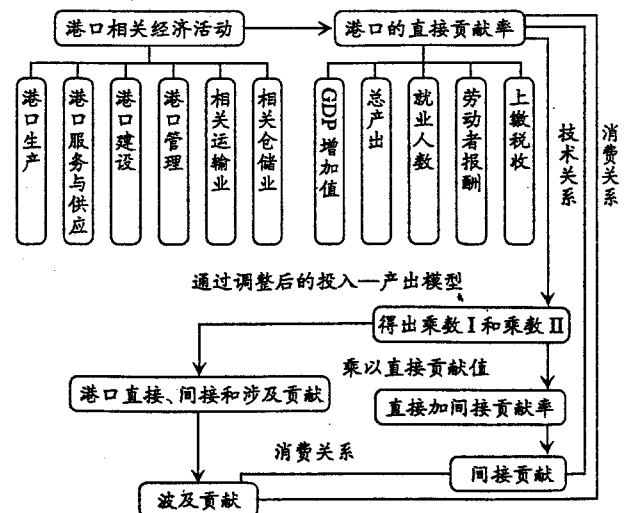 港口相关经济活动
港口的直接贡献率
港口生产
港口服务与供应
港口建设
港口管理
相关运输业
相关仓储业
GDP增加值
总产出
就业人数
劳动者报酬
上缴税收
技术关系
消费关系
通过调整后的投入—产出模型
得出乘数Ⅰ和乘数Ⅱ
乘以直接贡献值
港口直接、间接和涉及贡献
直接加间接贡献率
消费关系
间接贡献
波及贡献